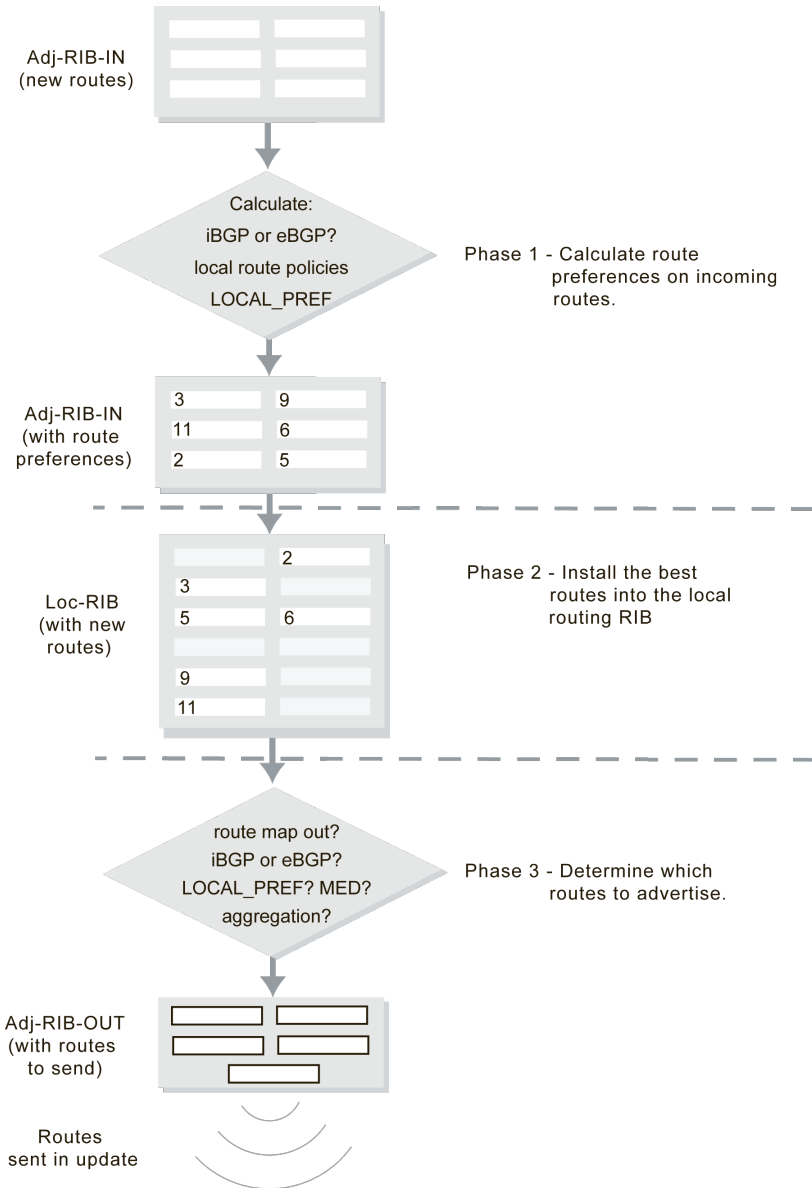 Adj-RIB-IN
(new routes)
Calculate:
iBGP or eBGP?
local route policies
LOCAL_PREF
Phase 1 - Calculate route
preferences on incoming
routes.
Adj-RIB-IN
(with route
preferences)
3 9
11 6
2 5
Loc-RIB
(with new
routes)
2
3
5 6
9
11
Phase 2 - Install the best
routes into the local
routing RIB
route map out?
iBGP or eBGP?
LOCAL_PREF? MED?
aggregation?
Phase 3 - Determine which
routes to advertise.
Adj-RIB-OUT
(with routes
to send)
Routes
sent in update